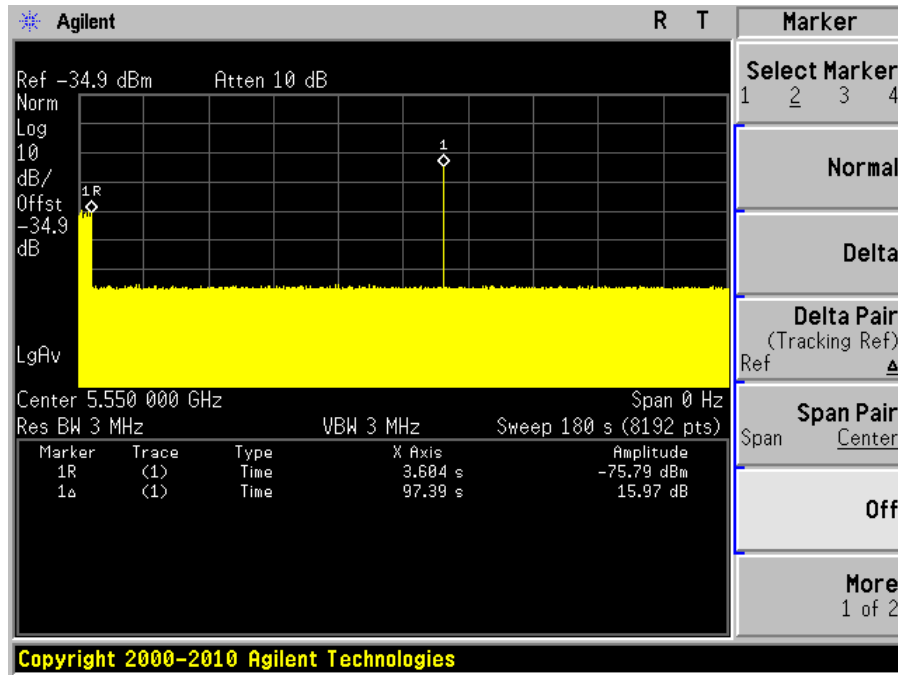 Agilent R T
Ref -34.9 dBm Atten 10 dB
Norm
Log
10
dB/
Offst
-34.9
dB
1R
1
LgAv
Center 5.550 000 GHz Span 0 Hz
Res BW 3 MHz VBW 3 MHz Sweep 180 s (8192 pts)
Marker Trace Type X Axis Amplitude
1R (1) Time 3.604 s -75.79 dBm
1Δ (1) Time 97.39 s 15.97 dB
Marker
Select Marker
1 2 3 4
Normal
Delta
Delta Pair
(Tracking Ref)
Ref Δ
Span Pair
Span Center
Off
More
1 of 2
Copyright 2000-2010 Agilent Technologies